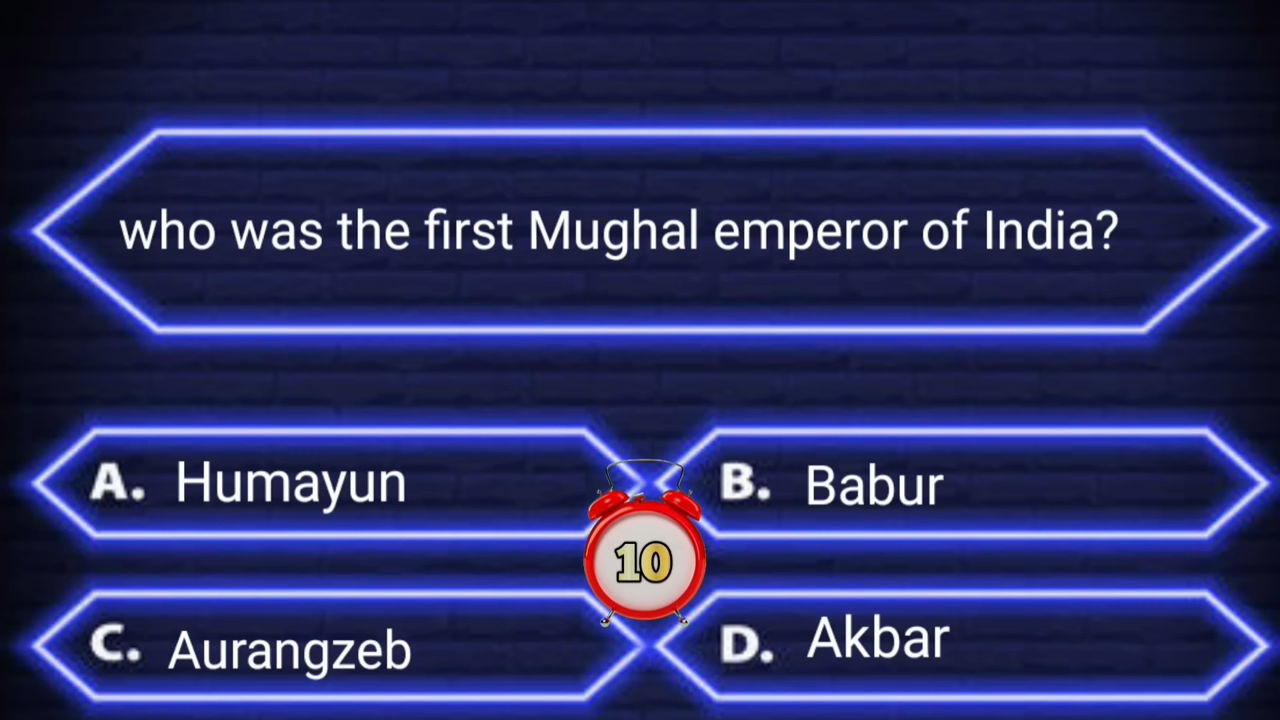 who was the first Mughal emperor of India?
A. Humayun
B. Babur
10
C. Aurangzeb
D. Akbar